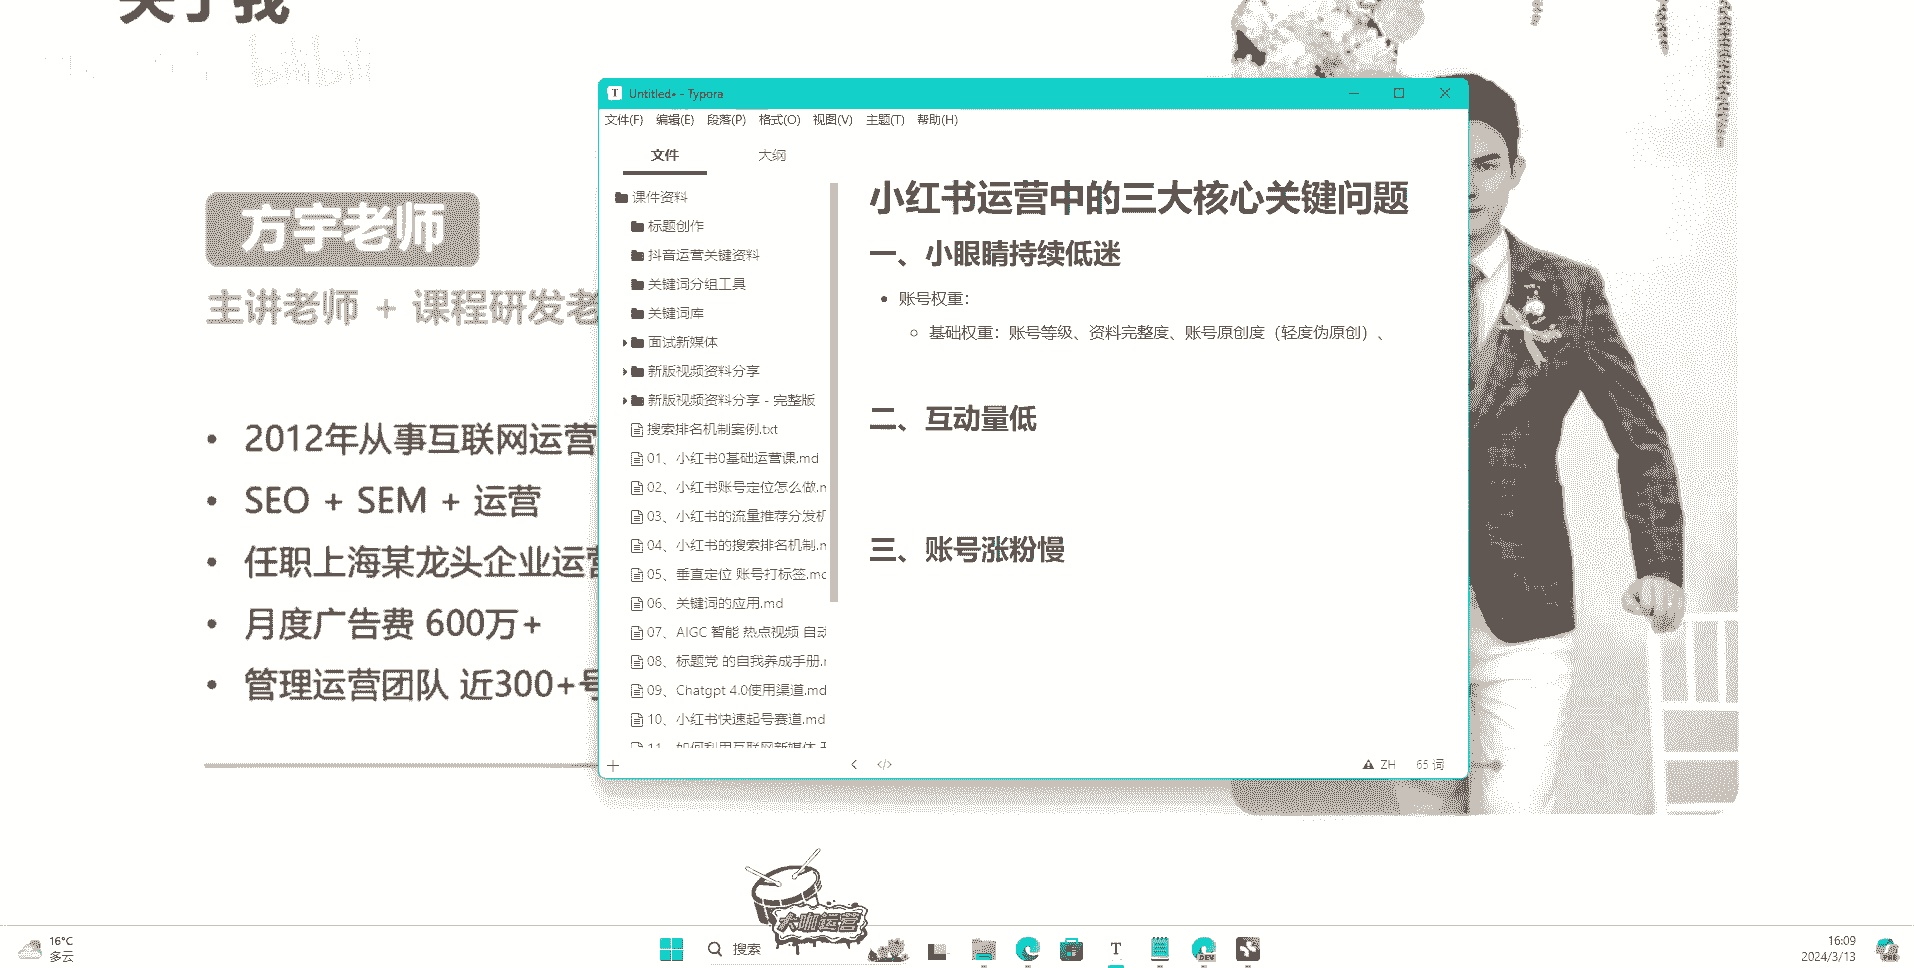 关于我
bilibili
方宇老师
主讲老师 + 课程研发老
2012年从事互联网运营
SEO + SEM + 运营
任职上海某龙头企业运营
月度广告费 600万+
管理运营团队 近300+号
Untitled• - Typora
文件(F) 编辑(E) 段落(P) 格式(O) 视图(V) 主题(T) 帮助(H)
文件 大纲
课件资料
标题创作
抖音运营关键资料
关键词分组工具
关键词库
面试新媒体
新版视频资料分享
新版视频资料分享 - 完整版
搜索排名机制案例.txt
01、小红书0基础运营课.md
02、小红书账号定位怎么做.m
03、小红书的流量推荐分发机
04、小红书的搜索排名机制.m
05、垂直定位 账号打标签.md
06、关键词的应用.md
07、AIGC 智能 热点视频 自动
08、标题党 的自我养成手册.m
09、Chatgpt 4.0使用渠道.md
10、小红书快速起号赛道.md
11、如何利用互联网新媒体
小红书运营中的三大核心关键问题
一、小眼睛持续低迷
账号权重：
基础权重：账号等级、资料完整度、账号原创度（轻度伪原创）、
二、互动量低
三、账号涨粉慢
ZH 65 词
大咖运营
16°C
多云
搜索
T
DEV
16:09
2024/3/13
PRE